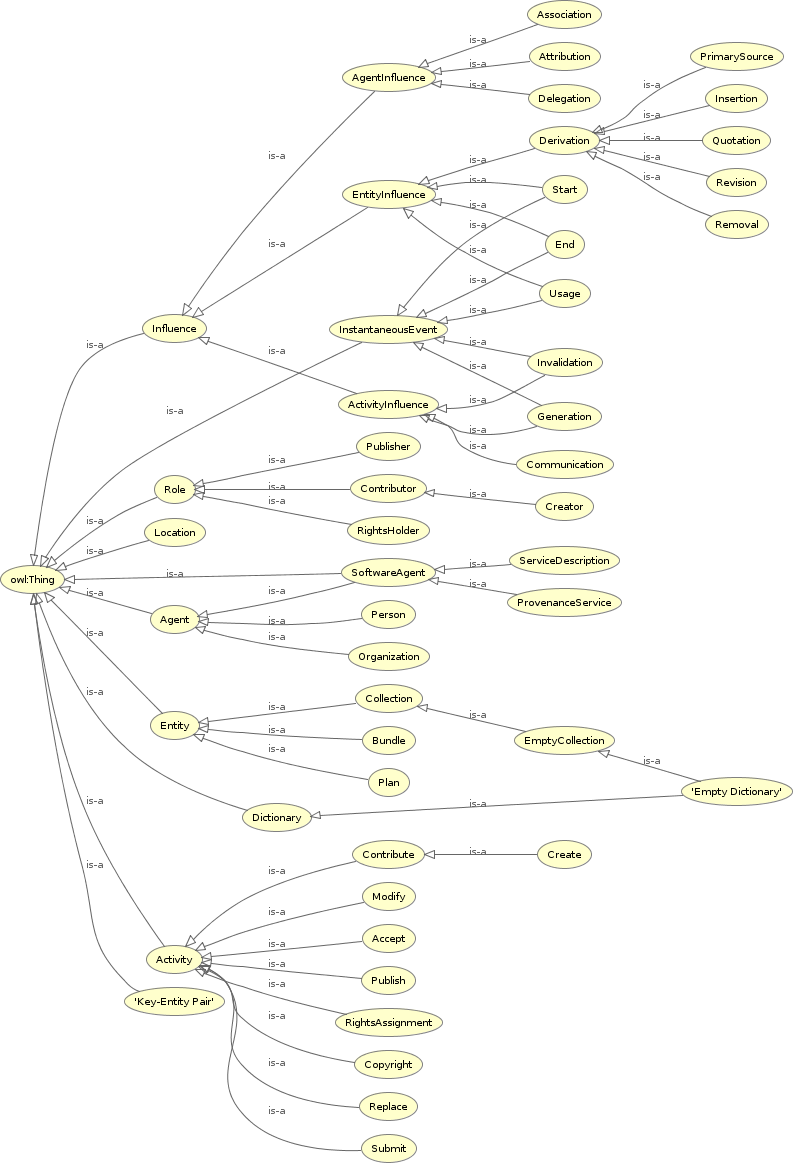 Association
is-a
Attribution
AgentInfluence
is-a
PrimarySource
is-a
is-a
Delegation
Insertion
is-a
Derivation
is-a
Quotation
is-a
is-a
is-a
Revision
is-a
Start
EntityInfluence
is-a
is-a
Removal
is-a
is-a
End
is-a
is-a
Usage
is-a
Influence
InstantaneousEvent
is-a
is-a
is-a
Invalidation
is-a
is-a
ActivityInfluence
is-a
Generation
is-a
is-a
Publisher
is-a
Communication
Role
is-a
Contributor
is-a
is-a
Creator
is-a
RightsHolder
Location
is-a
owl:Thing
is-a
SoftwareAgent
is-a
ServiceDescription
is-a
is-a
is-a
ProvenanceService
Agent
is-a
Person
is-a
Organization
is-a
Collection
is-a
is-a
Entity
is-a
Bundle
EmptyCollection
is-a
is-a
Plan
'Empty Dictionary'
is-a
is-a
Dictionary
is-a
Contribute
is-a
Create
is-a
Modify
is-a
Accept
is-a
Activity
is-a
Publish
is-a
'Key-Entity Pair'
is-a
RightsAssignment
is-a
Copyright
is-a
Replace
Submit